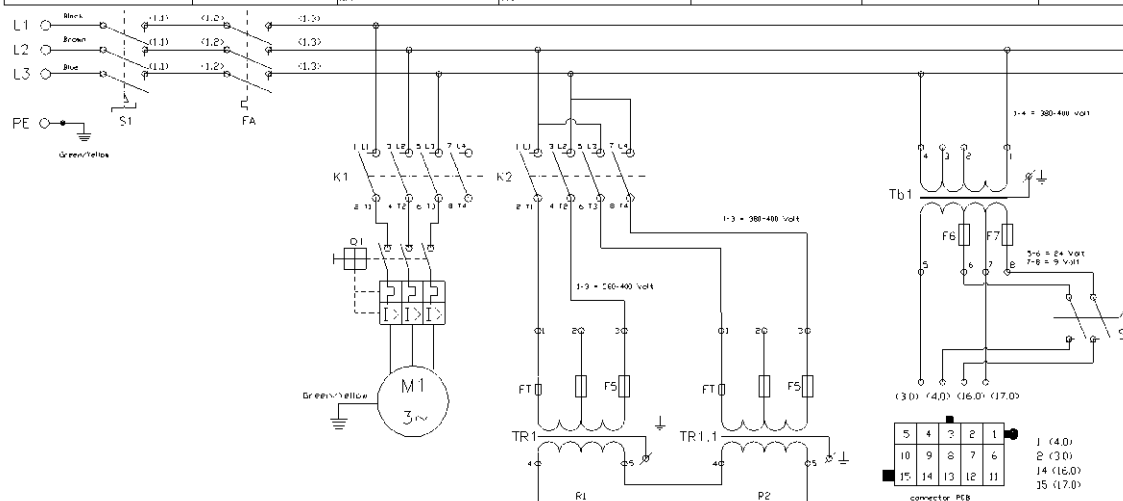 L1 Black (1.1) (1.2) (1.3)
L2 Brown (1.1) (1.2) (1.3)
L3 Blue (1.1) (1.2) (1.3)
S1 FA
PE
Green/Yellow
1-4 = 380-400 Volt
1 L1 3 L2 5 L3 7 L4
1 L1 3 L2 5 L3 7 L4
4 3 2 1
K1
K2
Tb1
2 T1 4 T2 6 T3 8 T4
2 T1 4 T2 6 T3 8 T4
1-3 = 380-400 Volt
F6 F7
Q1
5-6 = 24 Volt
7-8 = 9 Volt
5 6 7 8
I> I> I>
1 2 3
1 2 3
S
M1
3~
Green/Yellow
FT F5
FT F5
(3.0) (4.0) (16.0) (17.0)
TR1
TR1.1
4 5
4 5
R1
P2
5 4 3 2 1
10 9 8 7 6
15 14 13 12 11
1 (4.0)
2 (3.0)
14 (16.0)
15 (17.0)
connector PCB